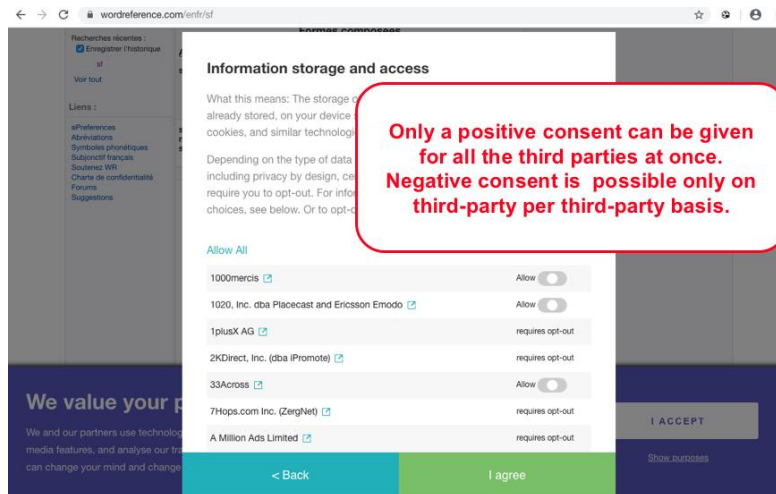 wordreference.com/enfr/sf
Formes composées
Recherches récentes :
Enregistrer l'historique
sf
Voir tout
Liens :
Préférences
Abréviations
Symboles phonétiques
Subjonctif français
Soutenez WR
Charte de confidentialité
Forums
Suggestions
Information storage and access
What this means: The storage
already stored, on your device
cookies, and similar
Depending on the type of data
including privacy by design,
require you to opt-out. For
choices, see below. Or to
Only a positive consent can be given
for all the third parties at once.
Negative consent is possible only on
third-party per third-party basis.
Allow All
1000mercis Allow
1020, Inc. dba Placecast and Ericsson Emodo Allow
1plusX AG requires opt-out
2KDirect, Inc. (dba iPromote) requires opt-out
33Across Allow
7Hops.com Inc. (ZergNet) requires opt-out
A Million Ads Limited requires opt-out
< Back I agree
We value your
We and our partners use
media features, and analyse our
can change your mind and change
I ACCEPT
Show purposes